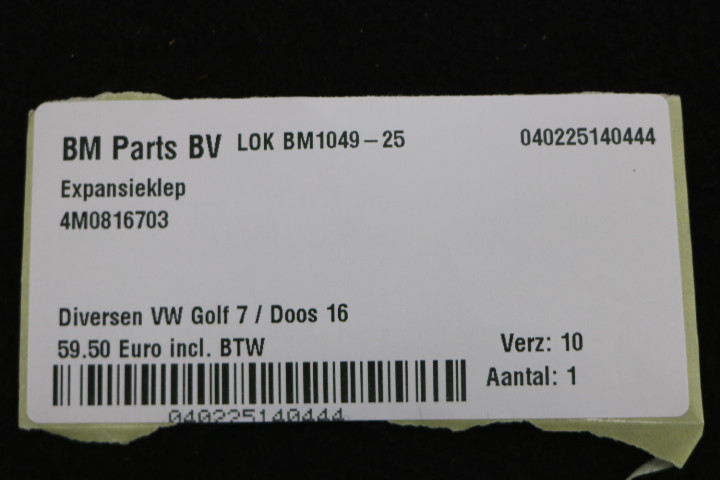 BM Parts BV LOK BM1049-25 040225140444
Expansieklep
4M0816703
Diversen VW Golf 7 / Doos 16
59.50 Euro incl. BTW Verz: 10
Aantal: 1
040225140444